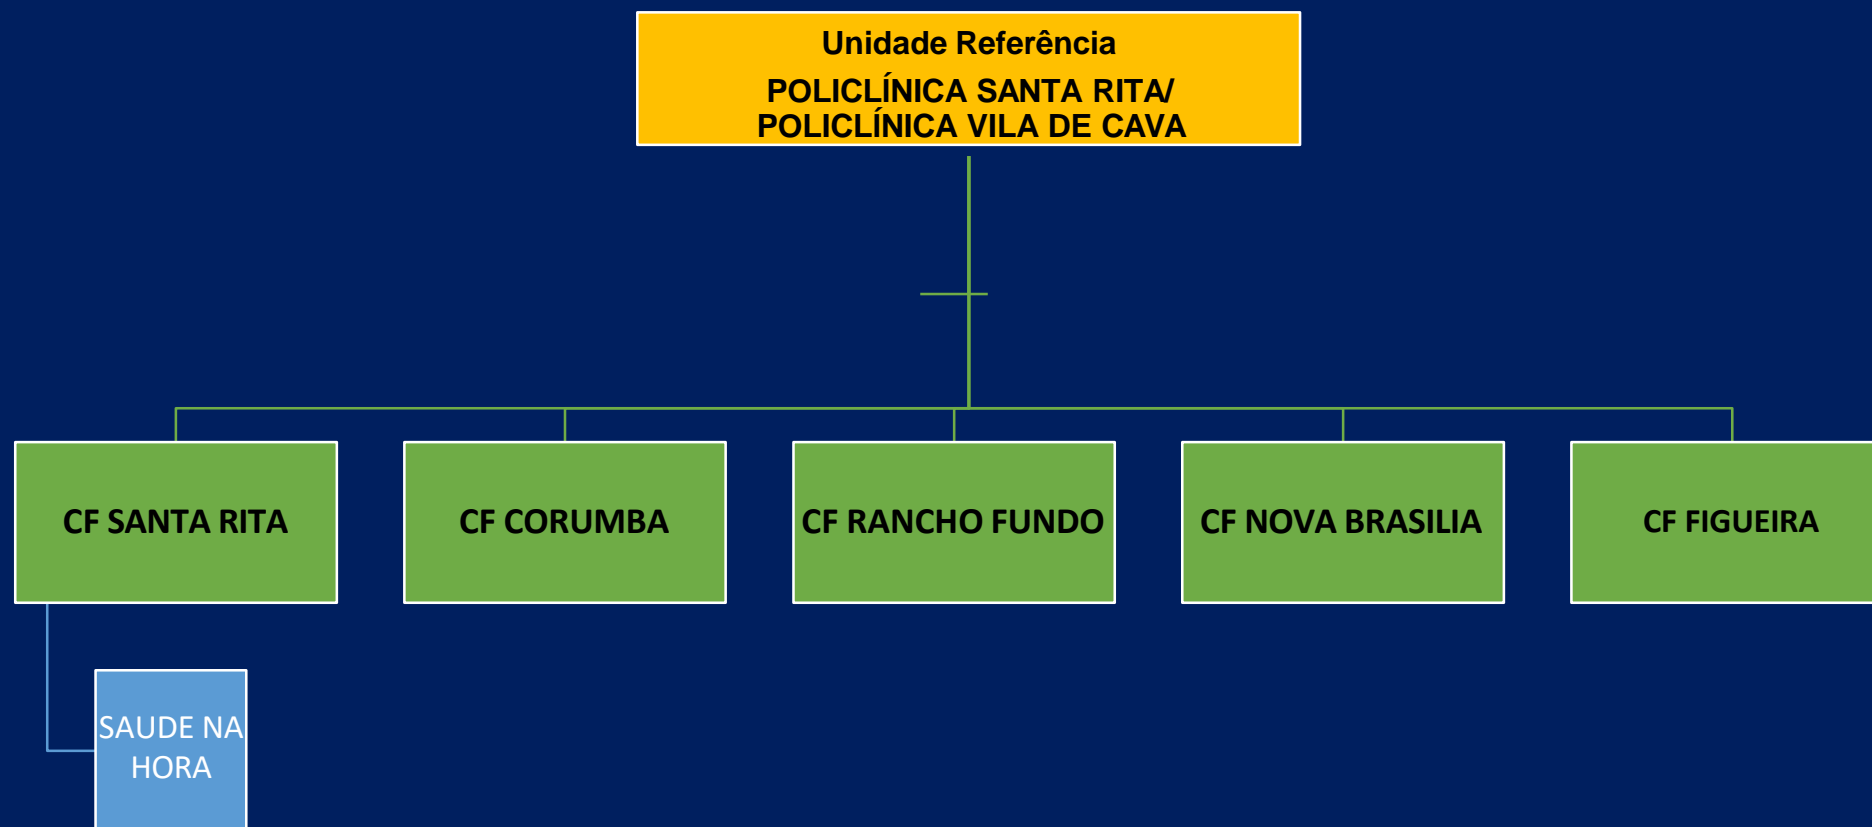 Unidade Referência
POLICLÍNICA SANTA RITA/
POLICLÍNICA VILA DE CAVA
CF SANTA RITA
CF CORUMBA
CF RANCHO FUNDO
CF NOVA BRASILIA
CF FIGUEIRA
SAUDE NA
HORA